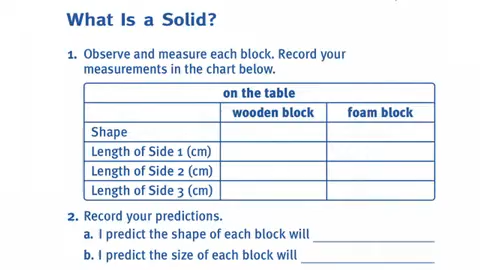 What Is a Solid?
1. Observe and measure each block. Record your
measurements in the chart below.
on the table
wooden block foam block
Shape
Length of Side 1 (cm)
Length of Side 2 (cm)
Length of Side 3 (cm)
2. Record your predictions.
a. I predict the shape of each block will
b. I predict the size of each block will